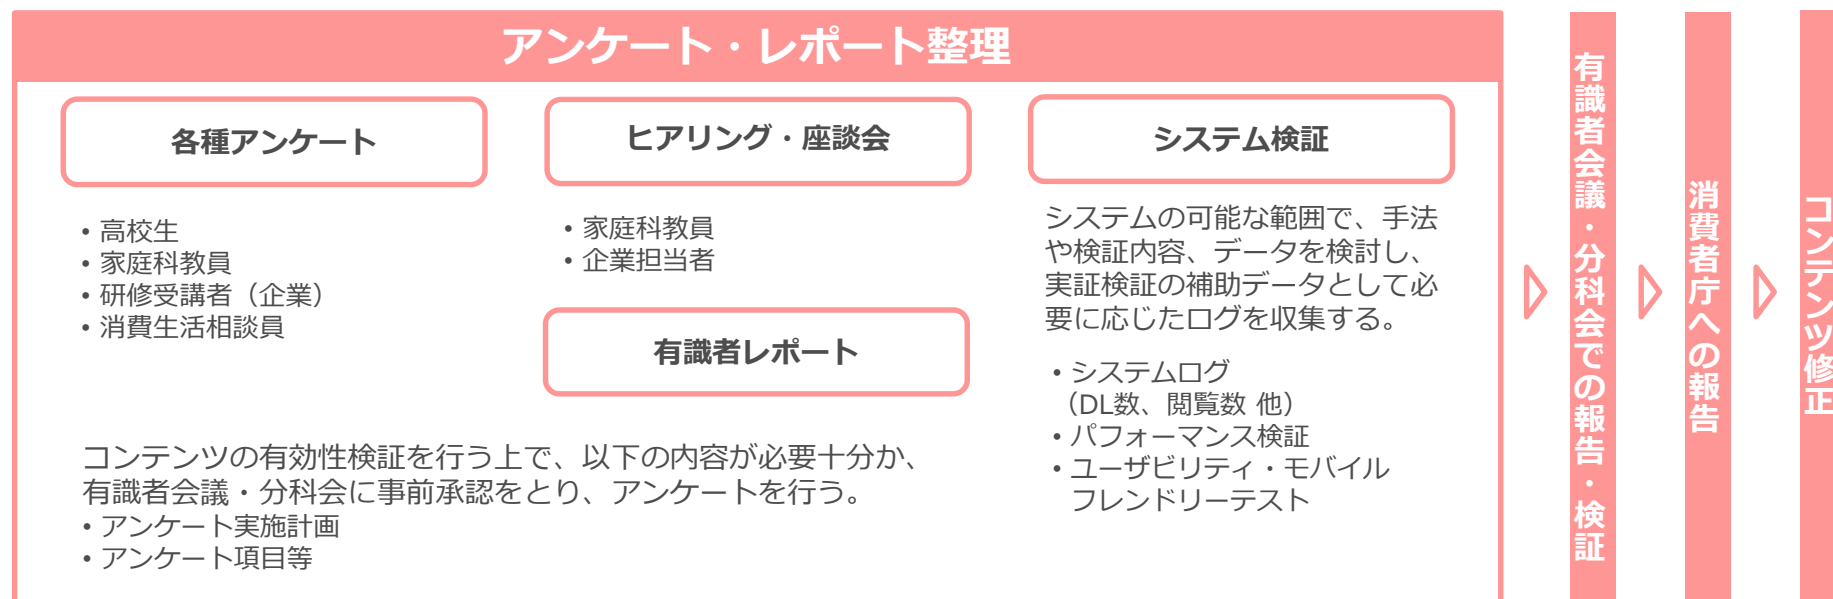 アンケート・レポート整理
各種アンケート
・高校生
・家庭科教員
・研修受講者（企業）
・消費生活相談員
ヒアリング・座談会
・家庭科教員
・企業担当者
有識者レポート
コンテンツの有効性検証を行う上で、以下の内容が必要十分か、
有識者会議・分科会に事前承認をとり、アンケートを行う。
・アンケート実施計画
・アンケート項目等
システム検証
システムの可能な範囲で、手法
や検証内容、データを検討し、
実証検証の補助データとして必
要に応じたログを収集する。
・システムログ
（DL数、閲覧数 他）
・パフォーマンス検証
・ユーザビリティ・モバイル
フレンドリーテスト
有識者会議・分科会での報告・検証
消費者庁への報告
コンテンツ修正